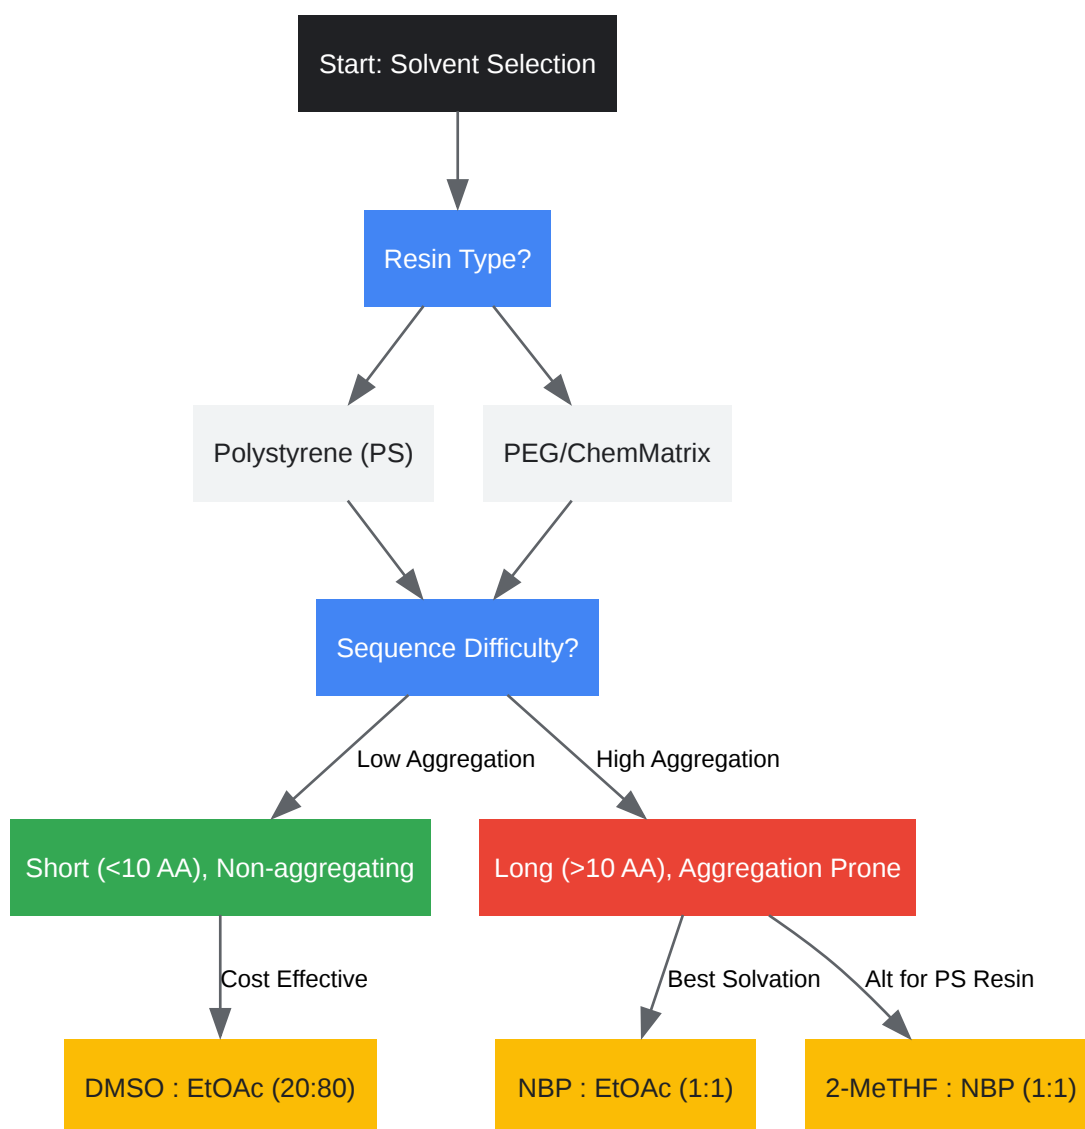 Start: Solvent Selection
Resin Type?
Polystyrene (PS)
PEG/ChemMatrix
Sequence Difficulty?
Low Aggregation
High Aggregation
Short (<10 AA), Non-aggregating
Long (>10 AA), Aggregation Prone
Cost Effective
Best Solvation
Alt for PS Resin
DMSO : EtOAc (20:80)
NBP : EtOAc (1:1)
2-MeTHF : NBP (1:1)